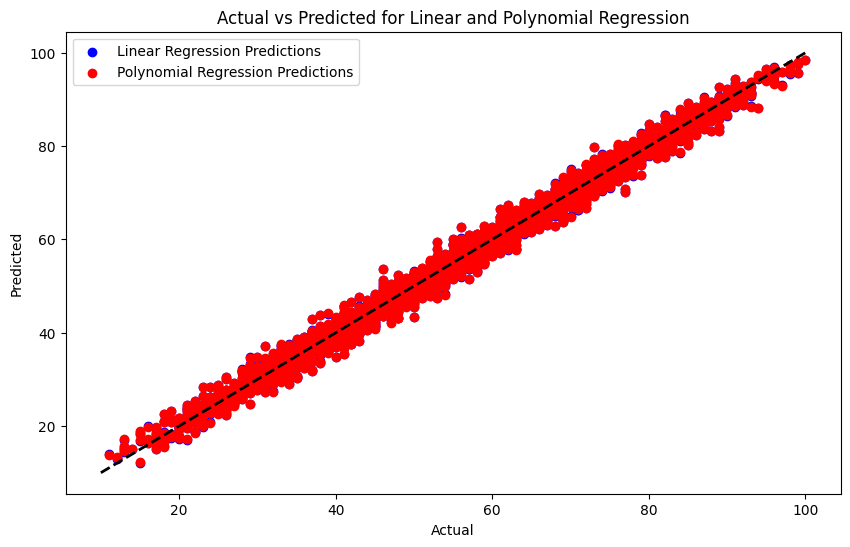 Actual vs Predicted for Linear and Polynomial Regression
Linear Regression Predictions
Polynomial Regression Predictions
100
80
60
40
20
Predicted
20 40 60 80 100
Actual